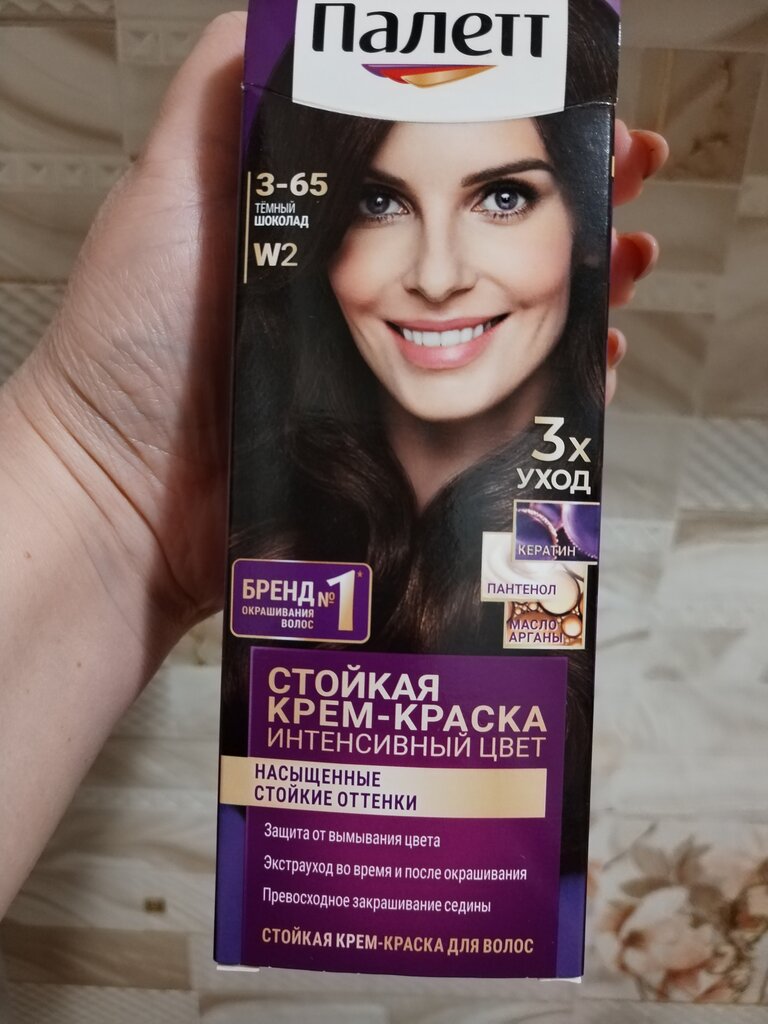 Палетт
3-65
ТЁМНЫЙ
ШОКОЛАД
W2
3x
УХОД
КЕРАТИН
ПАНТЕНОЛ
МАСЛО
АРГАНЫ
БРЕНД №1*
ОКРАШИВАНИЯ
ВОЛОС
СТОЙКАЯ
КРЕМ-КРАСКА
ИНТЕНСИВНЫЙ ЦВЕТ
НАСЫЩЕННЫЕ
СТОЙКИЕ ОТТЕНКИ
Защита от вымывания цвета
Экстрауход во время и после окрашивания
Превосходное закрашивание седины
СТОЙКАЯ КРЕМ-КРАСКА ДЛЯ ВОЛОС